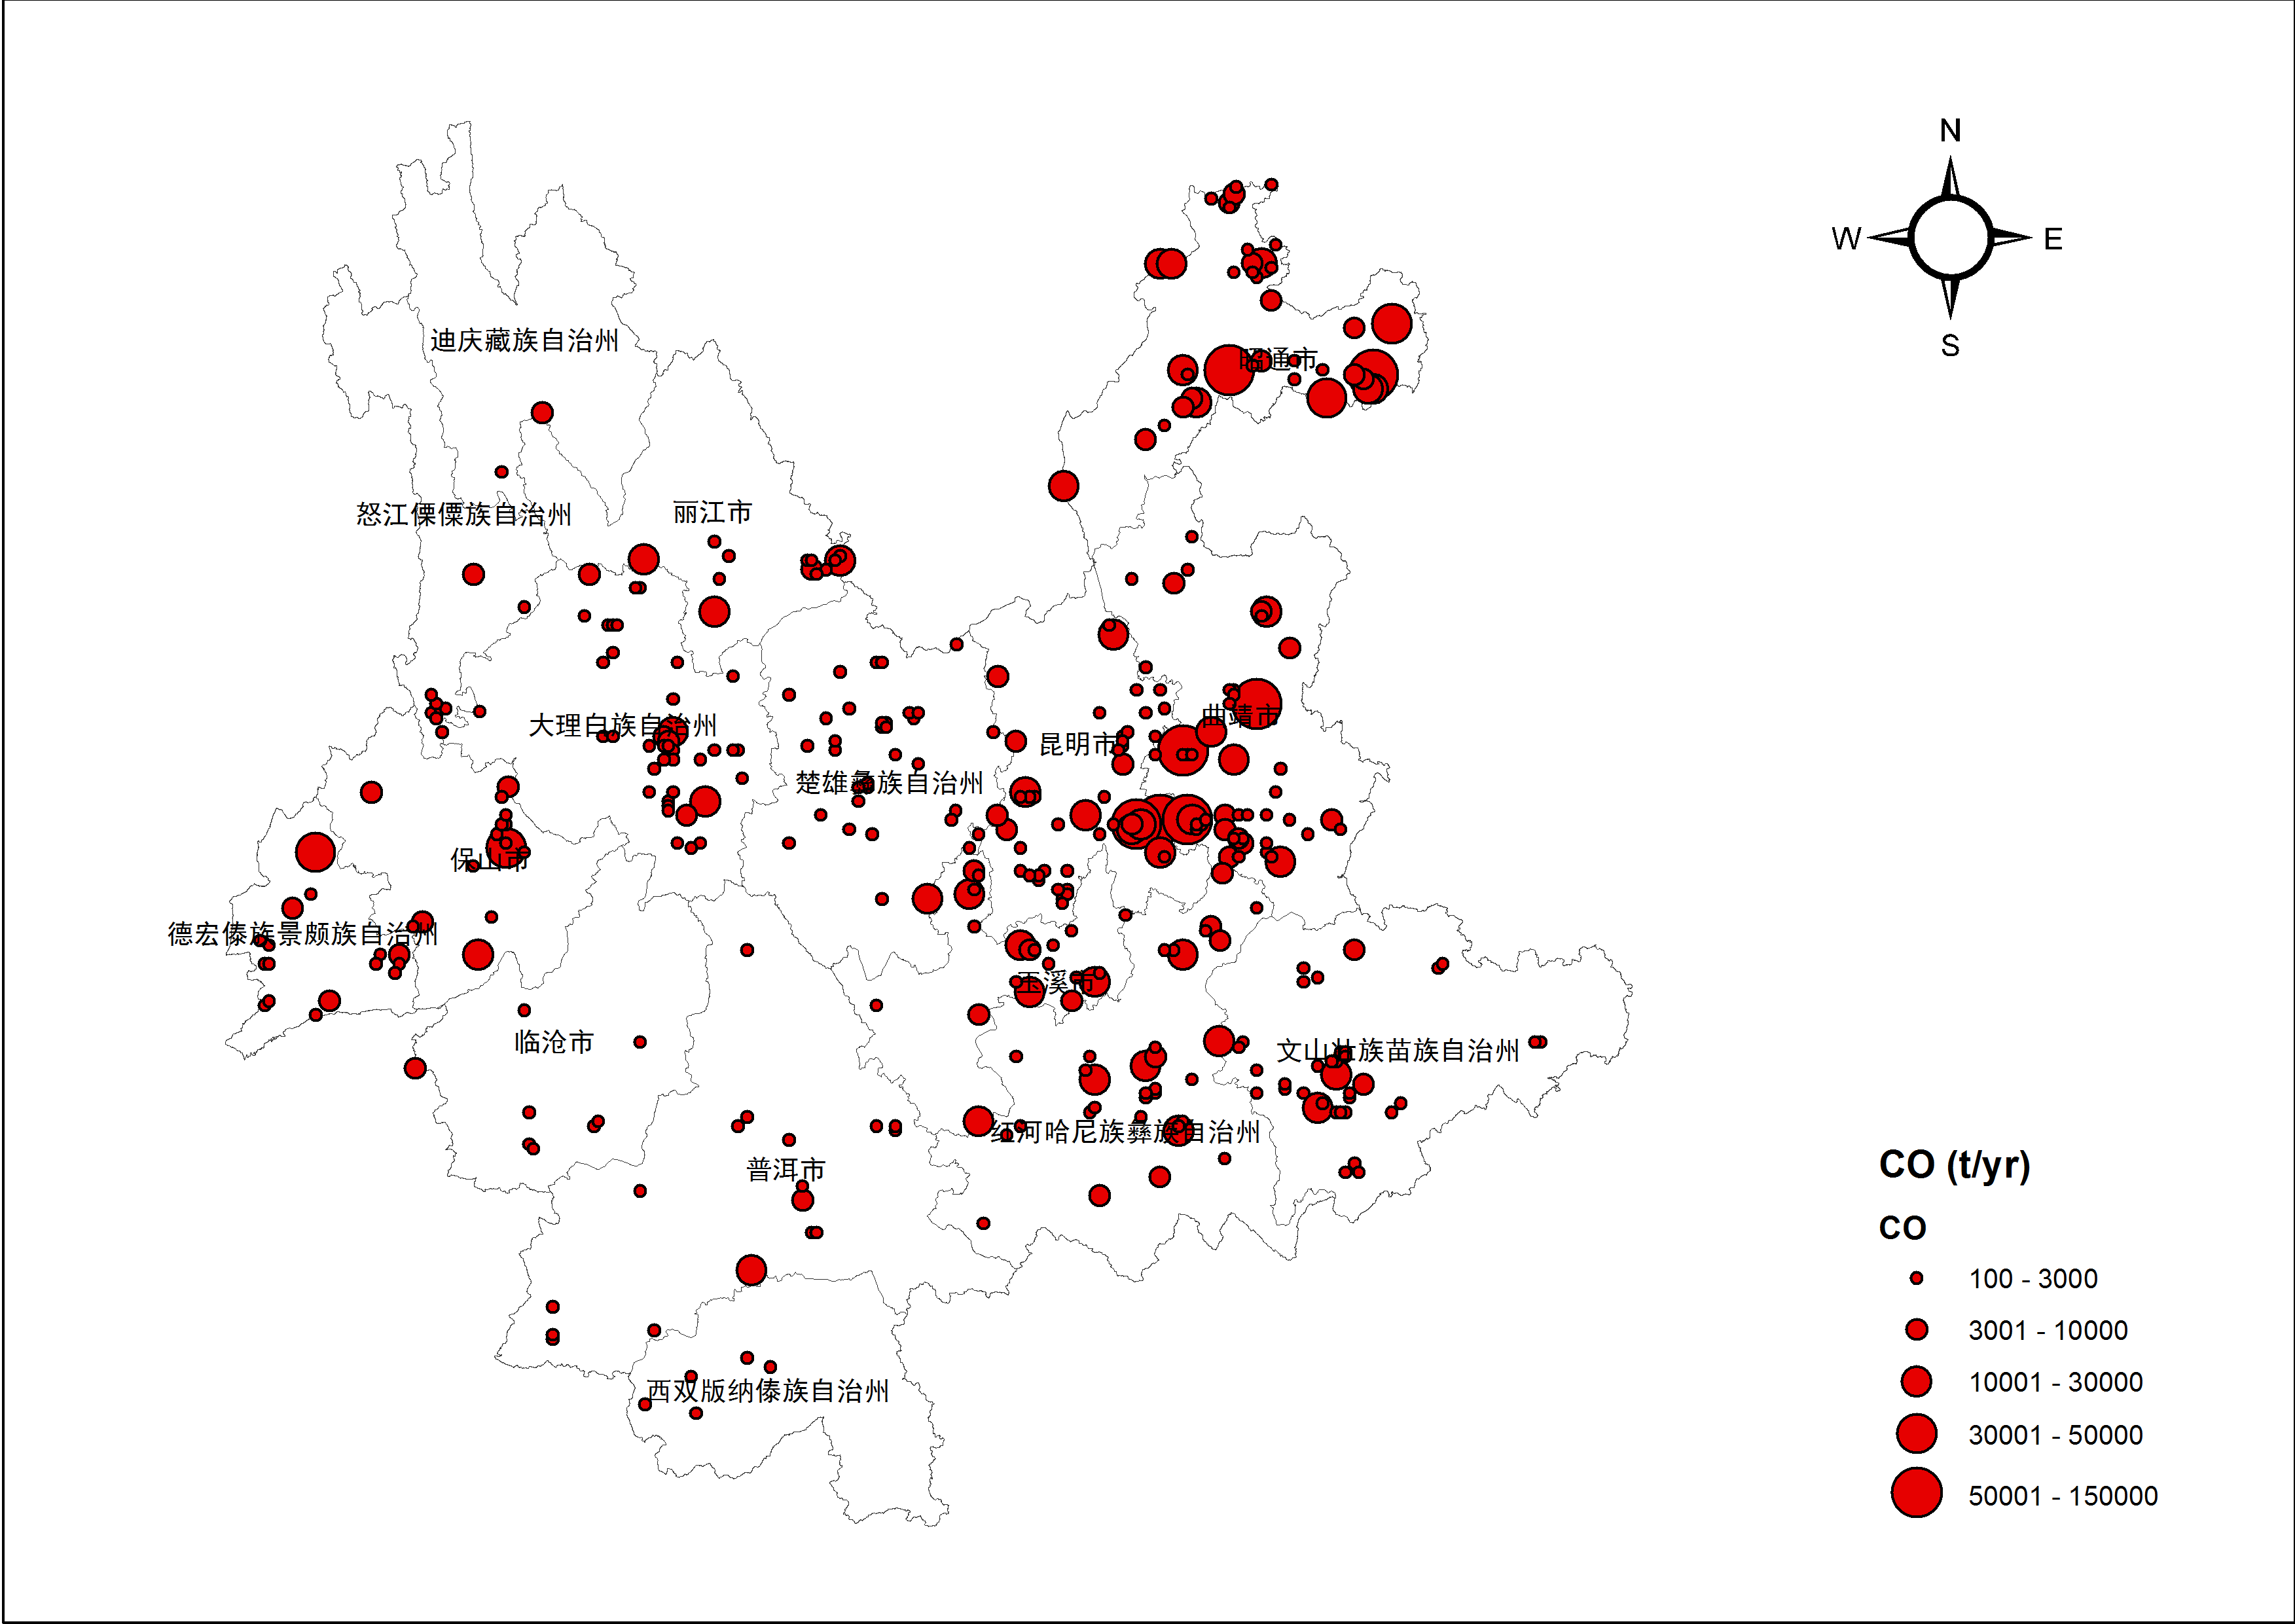 N
W
E
S
迪庆藏族自治州
昭通市
怒江傈僳族自治州
丽江市
大理白族自治州
曲靖市
昆明市
楚雄彝族自治州
保山市
德宏傣族景颇族自治州
玉溪市
临沧市
文山壮族苗族自治州
红河哈尼族彝族自治州
普洱市
西双版纳傣族自治州
CO (t/yr)
CO
100 - 3000
3001 - 10000
10001 - 30000
30001 - 50000
50001 - 150000